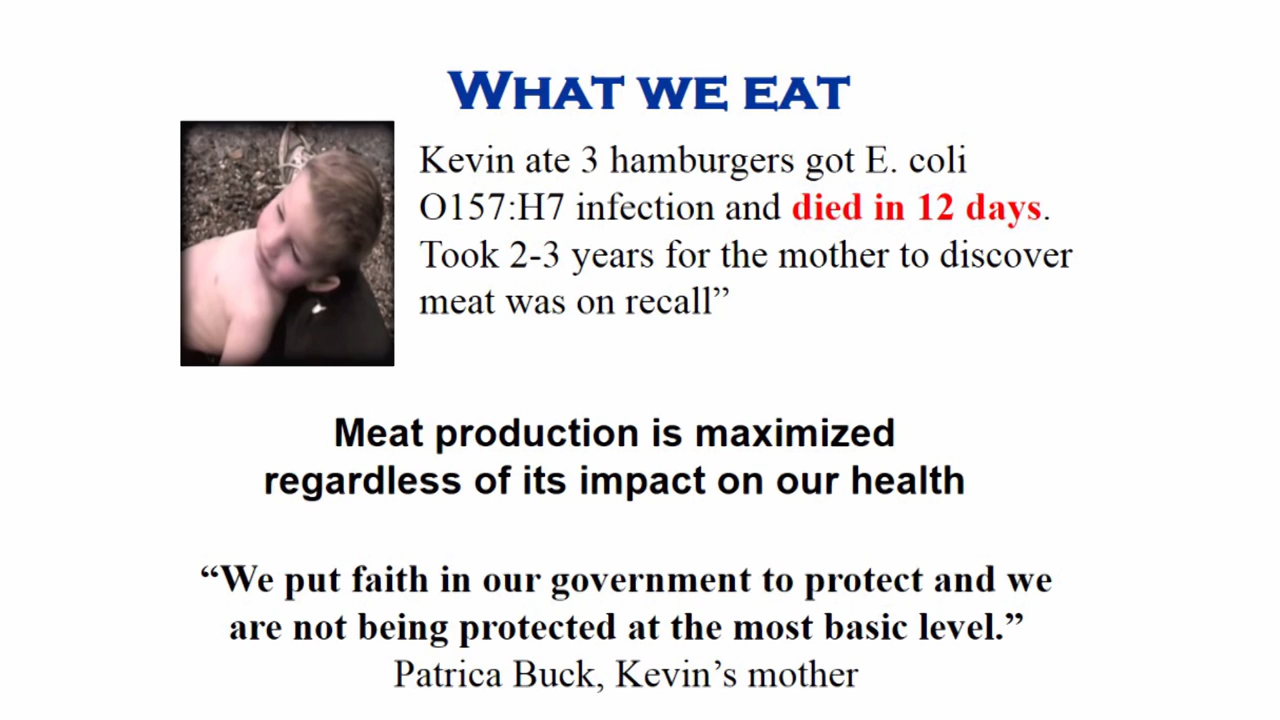 WHAT WE EAT
Kevin ate 3 hamburgers got E. coli
O157:H7 infection and died in 12 days.
Took 2-3 years for the mother to discover
meat was on recall”
Meat production is maximized
regardless of its impact on our health
“We put faith in our government to protect and we
are not being protected at the most basic level.”
Patrica Buck, Kevin’s mother